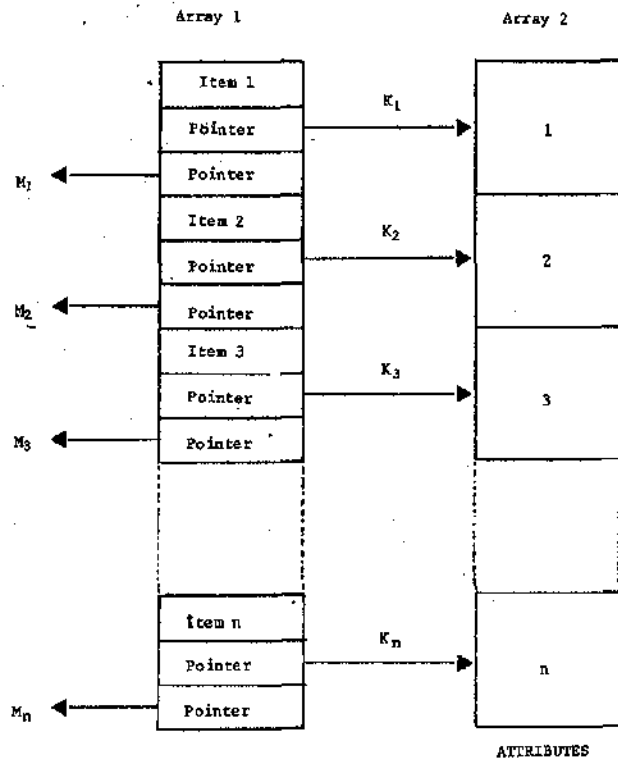 Array 1 Array 2
Item 1
K1
Pointer 1
M1 Pointer
Item 2
K2
Pointer 2
M2 Pointer
Item 3
K3
Pointer 3
M3 Pointer
Item n
Kn
Pointer n
Mn Pointer
ATTRIBUTES